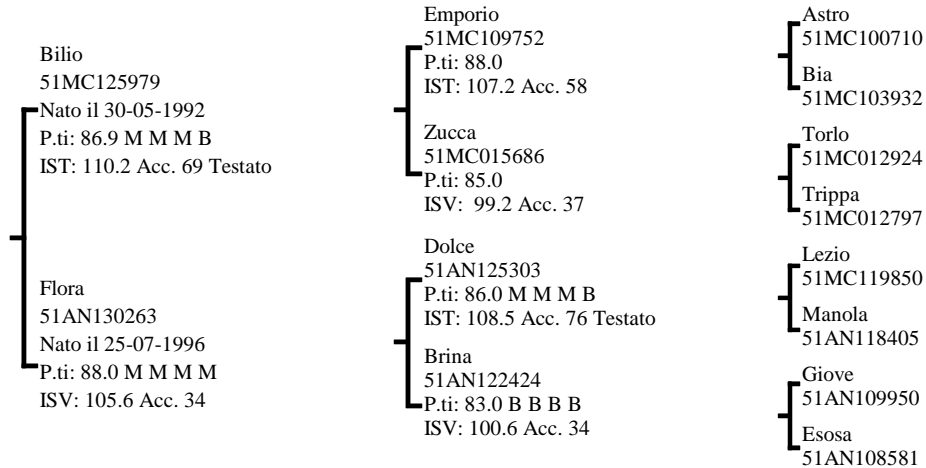 Bilio
51MC125979
Nato il 30-05-1992
P.ti: 86.9 M M M B
IST: 110.2 Acc. 69 Testato
Flora
51AN130263
Nato il 25-07-1996
P.ti: 88.0 M M M M
ISV: 105.6 Acc. 34
Emporio
51MC109752
P.ti: 88.0
IST: 107.2 Acc. 58
Zucca
51MC015686
P.ti: 85.0
ISV: 99.2 Acc. 37
Dolce
51AN125303
P.ti: 86.0 M M M B
IST: 108.5 Acc. 76 Testato
Brina
51AN122424
P.ti: 83.0 B B B B
ISV: 100.6 Acc. 34
Astro
51MC100710
Bia
51MC103932
Torlo
51MC012924
Trippa
51MC012797
Lezio
51MC119850
Manola
51AN118405
Giove
51AN109950
Esosa
51AN108581